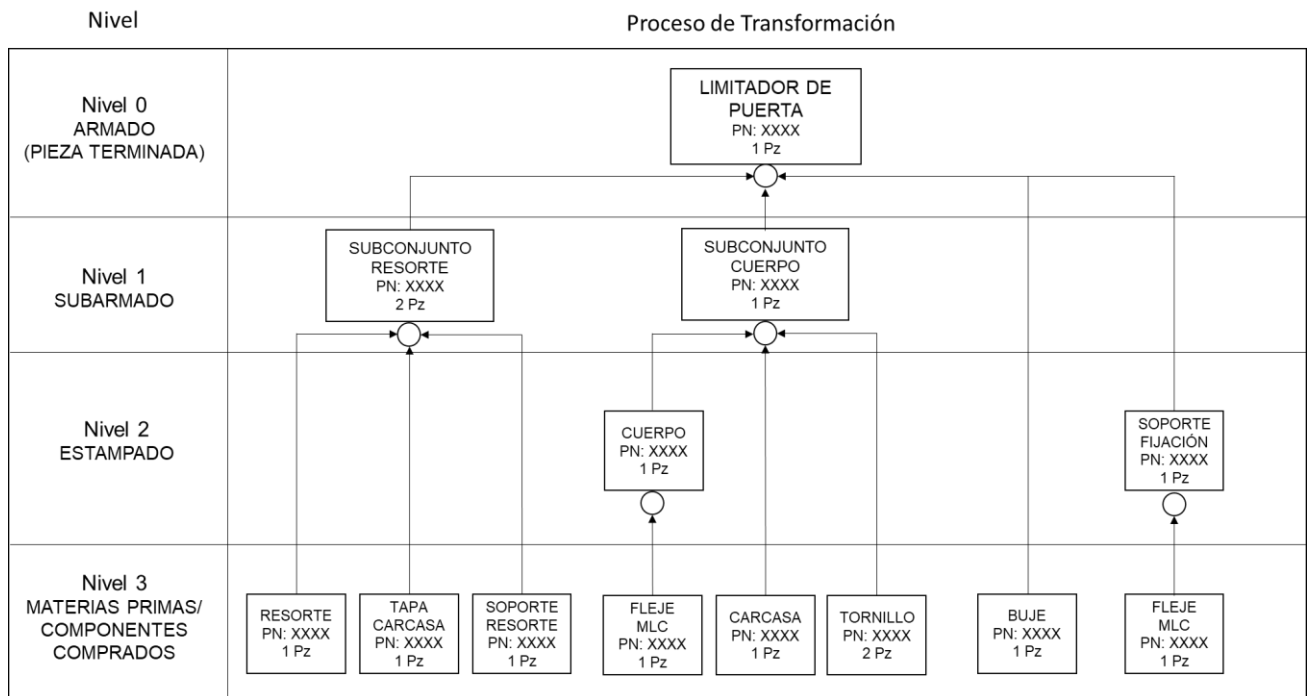 Nivel
Proceso de Transformación
Nivel 0
ARMADO
(PIEZA TERMINADA)
LIMITADOR DE
PUERTA
PN: XXXX
1 Pz
Nivel 1
SUBARMADO
SUBCONJUNTO
RESORTE
PN: XXXX
2 Pz
SUBCONJUNTO
CUERPO
PN: XXXX
1 Pz
Nivel 2
ESTAMPADO
CUERPO
PN: XXXX
1 Pz
SOPORTE
FIJACIÓN
PN: XXXX
1 Pz
Nivel 3
MATERIAS PRIMAS/
COMPONENTES
COMPRADOS
RESORTE
PN: XXXX
1 Pz
TAPA
CARCASA
PN: XXXX
1 Pz
SOPORTE
RESORTE
PN: XXXX
1 Pz
FLEJE
MLC
PN: XXXX
1 Pz
CARCASA
PN: XXXX
1 Pz
TORNILLO
PN: XXXX
2 Pz
BUJE
PN: XXXX
1 Pz
FLEJE
MLC
PN: XXXX
1 Pz